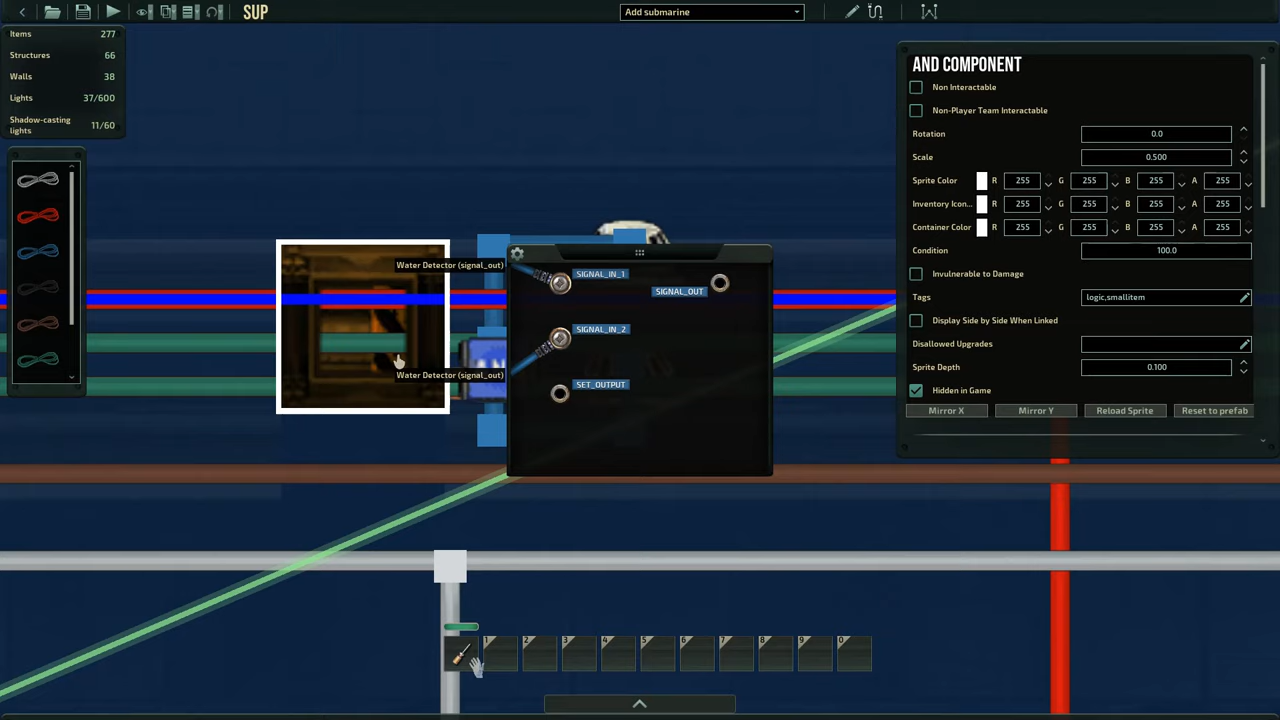 SUP
Add submarine
Items 277
Structures 66
Walls 38
Lights 37/600
Shadow-casting
lights 11/60
AND COMPONENT
Non Interactable
Non-Player Team Interactable
Rotation 0.0
Scale 0.500
Sprite Color R 255 G 255 B 255 A 255
Inventory Icon... R 255 G 255 B 255 A 255
Container Color R 255 G 255 B 255 A 255
Condition 100.0
Invulnerable to Damage
Tags logic,smallitem
Display Side by Side When Linked
Disallowed Upgrades
Sprite Depth 0.100
Hidden in Game
Mirror X Mirror Y Reload Sprite Reset to prefab
Water Detector (signal_out)
SIGNAL_IN_1
SIGNAL_OUT
SIGNAL_IN_2
Water Detector (signal_out)
SET_OUTPUT
1 2 3 4 5 6 7 8 9 0